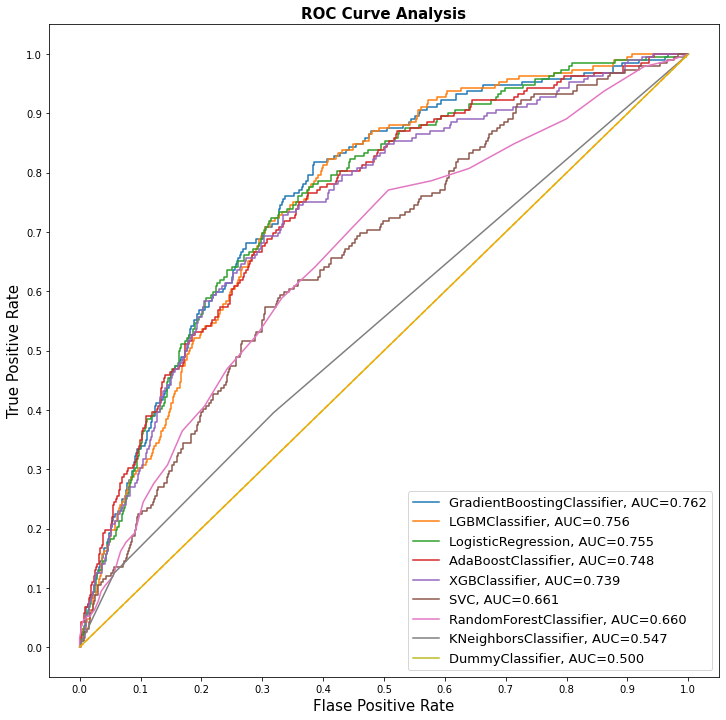 ROC Curve Analysis
True Positive Rate
1.0
0.9
0.8
0.7
0.6
0.5
0.4
0.3
0.2
0.1
0.0
GradientBoostingClassifier, AUC=0.762
LGBMClassifier, AUC=0.756
LogisticRegression, AUC=0.755
AdaBoostClassifier, AUC=0.748
XGBClassifier, AUC=0.739
SVC, AUC=0.661
RandomForestClassifier, AUC=0.660
KNeighborsClassifier, AUC=0.547
DummyClassifier, AUC=0.500
0.0 0.1 0.2 0.3 0.4 0.5 0.6 0.7 0.8 0.9 1.0
Flase Positive Rate